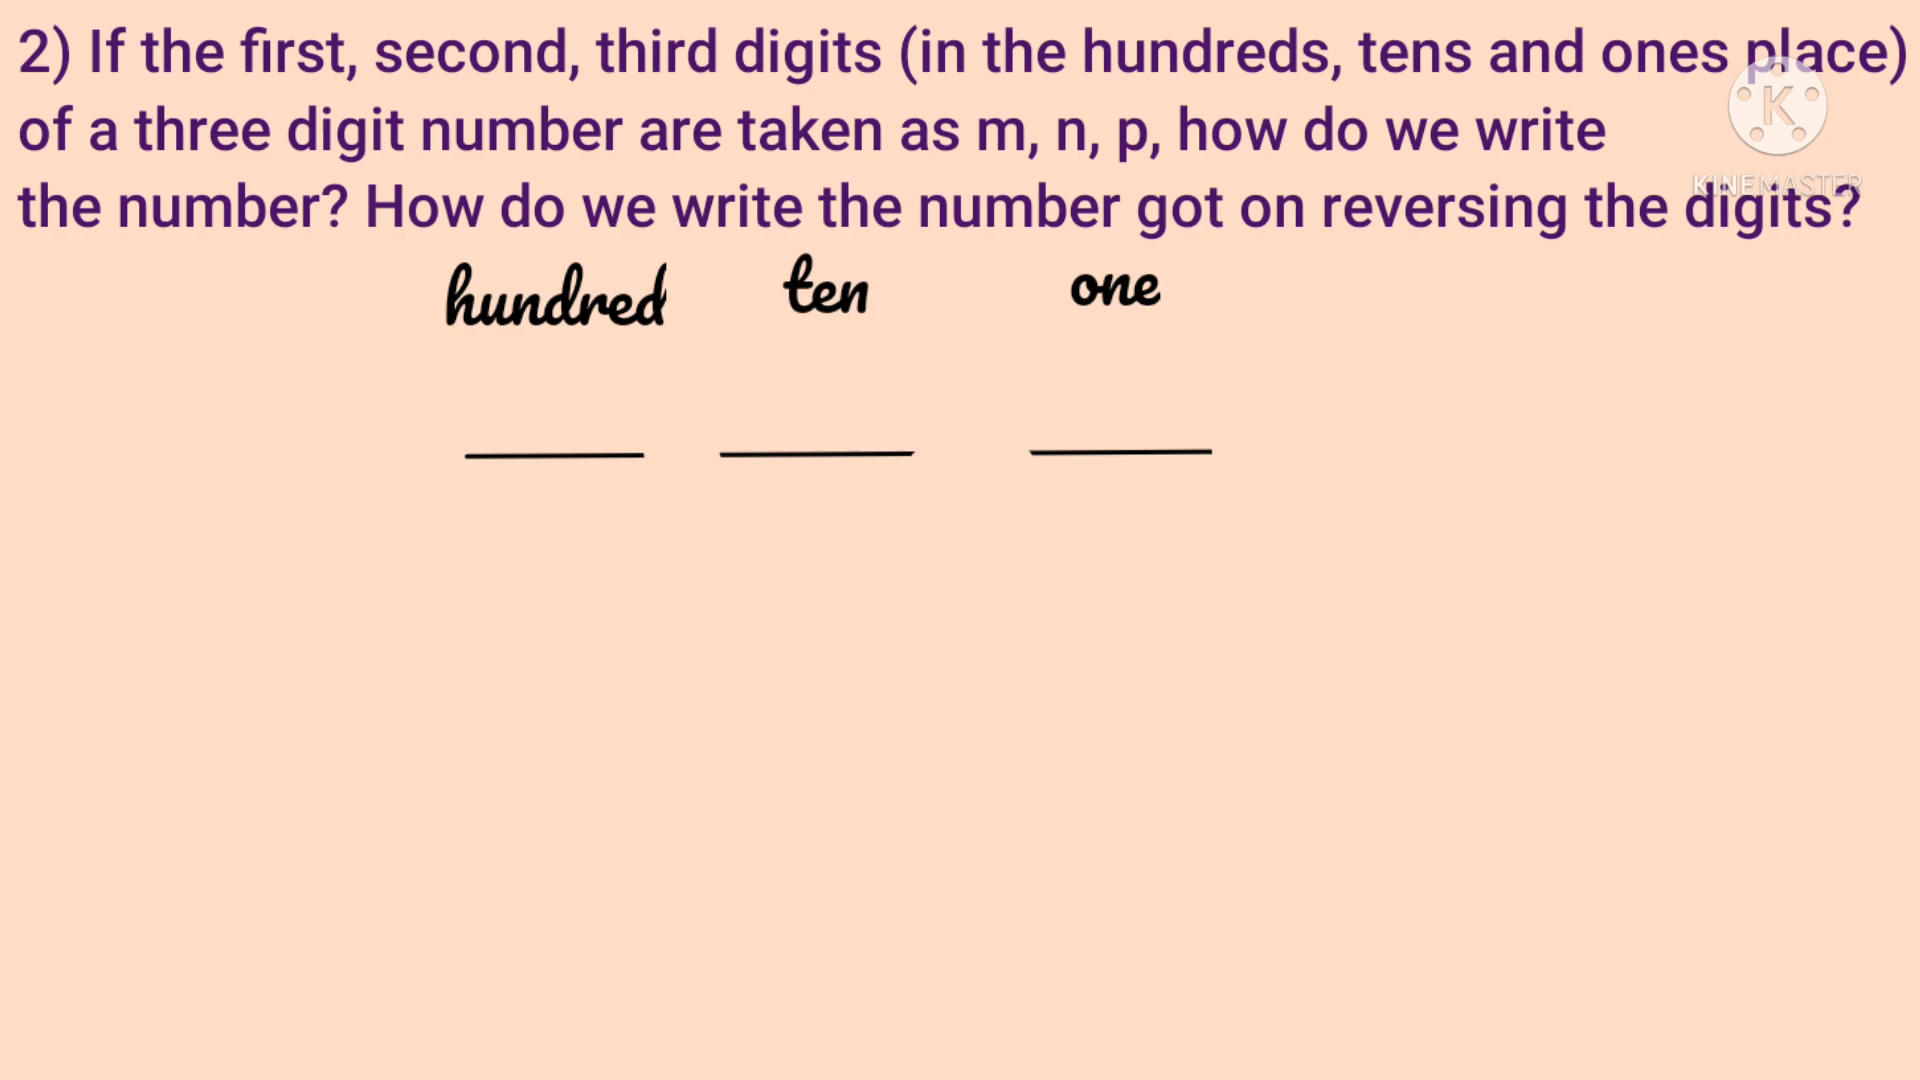 2) If the first, second, third digits (in the hundreds, tens and ones place)
of a three digit number are taken as m, n, p, how do we write
the number? How do we write the number got on reversing the digits?
K
KINEMASTER
hundred ten one